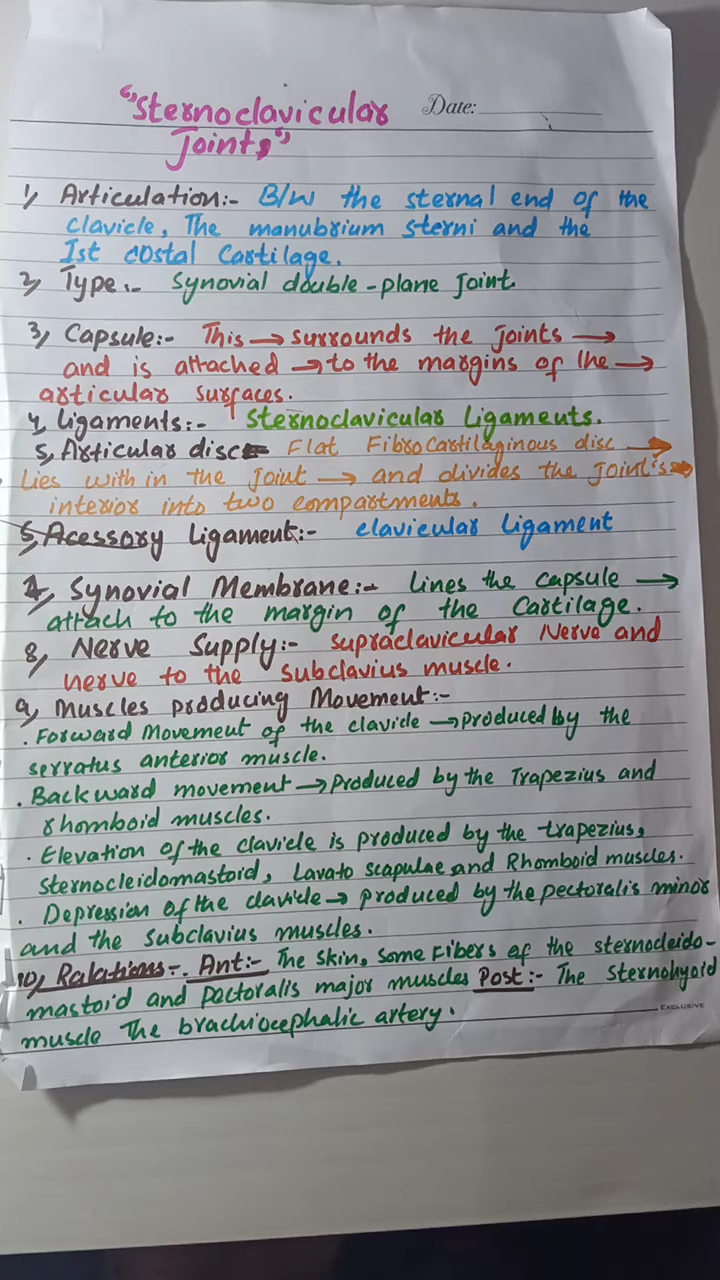 "Sternoclavicular Date:
Joint,"
1, Articulation:- B/W the sternal end of the
clavicle, The manubrium sterni and the
Ist costal Cartilage.
2, Type:- Synovial double-plane Joint.
3, Capsule:- This → surrounds the joints →
and is attached → to the margins of the →
articular surfaces.
4, Ligaments:- Sternoclavicular Ligaments.
5, Articular disc - Flat Fibrocartilaginous disc →
Lies with in the joint → and divides the joint's →
interior into two compartments.
5, Acessory Ligament:- clavicular Ligament
7, Synovial Membrane:- Lines the capsule →
attach to the margin of the Cartilage.
8, Nerve Supply:- supraclavicular Nerve and
nerve to the subclavius muscle.
9, Muscles producing Movement:-
. Forward Movement of the clavicle → produced by the
serratus anterior muscle.
. Backward movement → Produced by the Trapezius and
rhomboid muscles.
. Elevation of the clavicle is produced by the trapezius,
Sternocleidomastoid, Lavato scapulae and Rhomboid muscles.
. Depression of the clavicle → produced by the pectoralis minor
and the subclavius muscles.
10, Ralations-. Ant:- The skin, some Fibers of the sternocleido-
mastoid and pectoralis major muscles Post:- The sternohyoid
muscle The brachiocephalic artery.
EXCLUSIVE